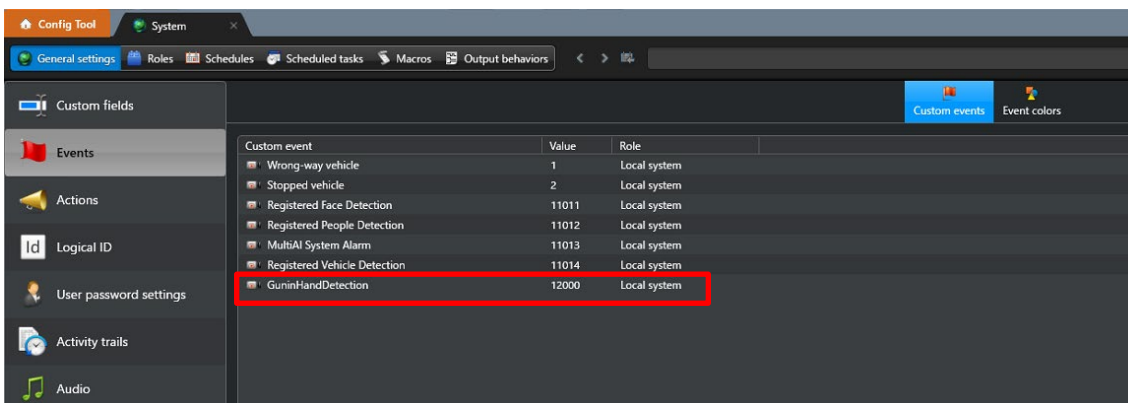 Config Tool System ×
General settings Roles Schedules Scheduled tasks Macros Output behaviors
Custom fields
Custom events Event colors
Events
Custom event Value Role
Wrong-way vehicle 1 Local system
Stopped vehicle 2 Local system
Actions
Registered Face Detection 11011 Local system
Registered People Detection 11012 Local system
Id Logical ID
MultiAI System Alarm 11013 Local system
Registered Vehicle Detection 11014 Local system
GuninHandDetection 12000 Local system
User password settings
Activity trails
Audio